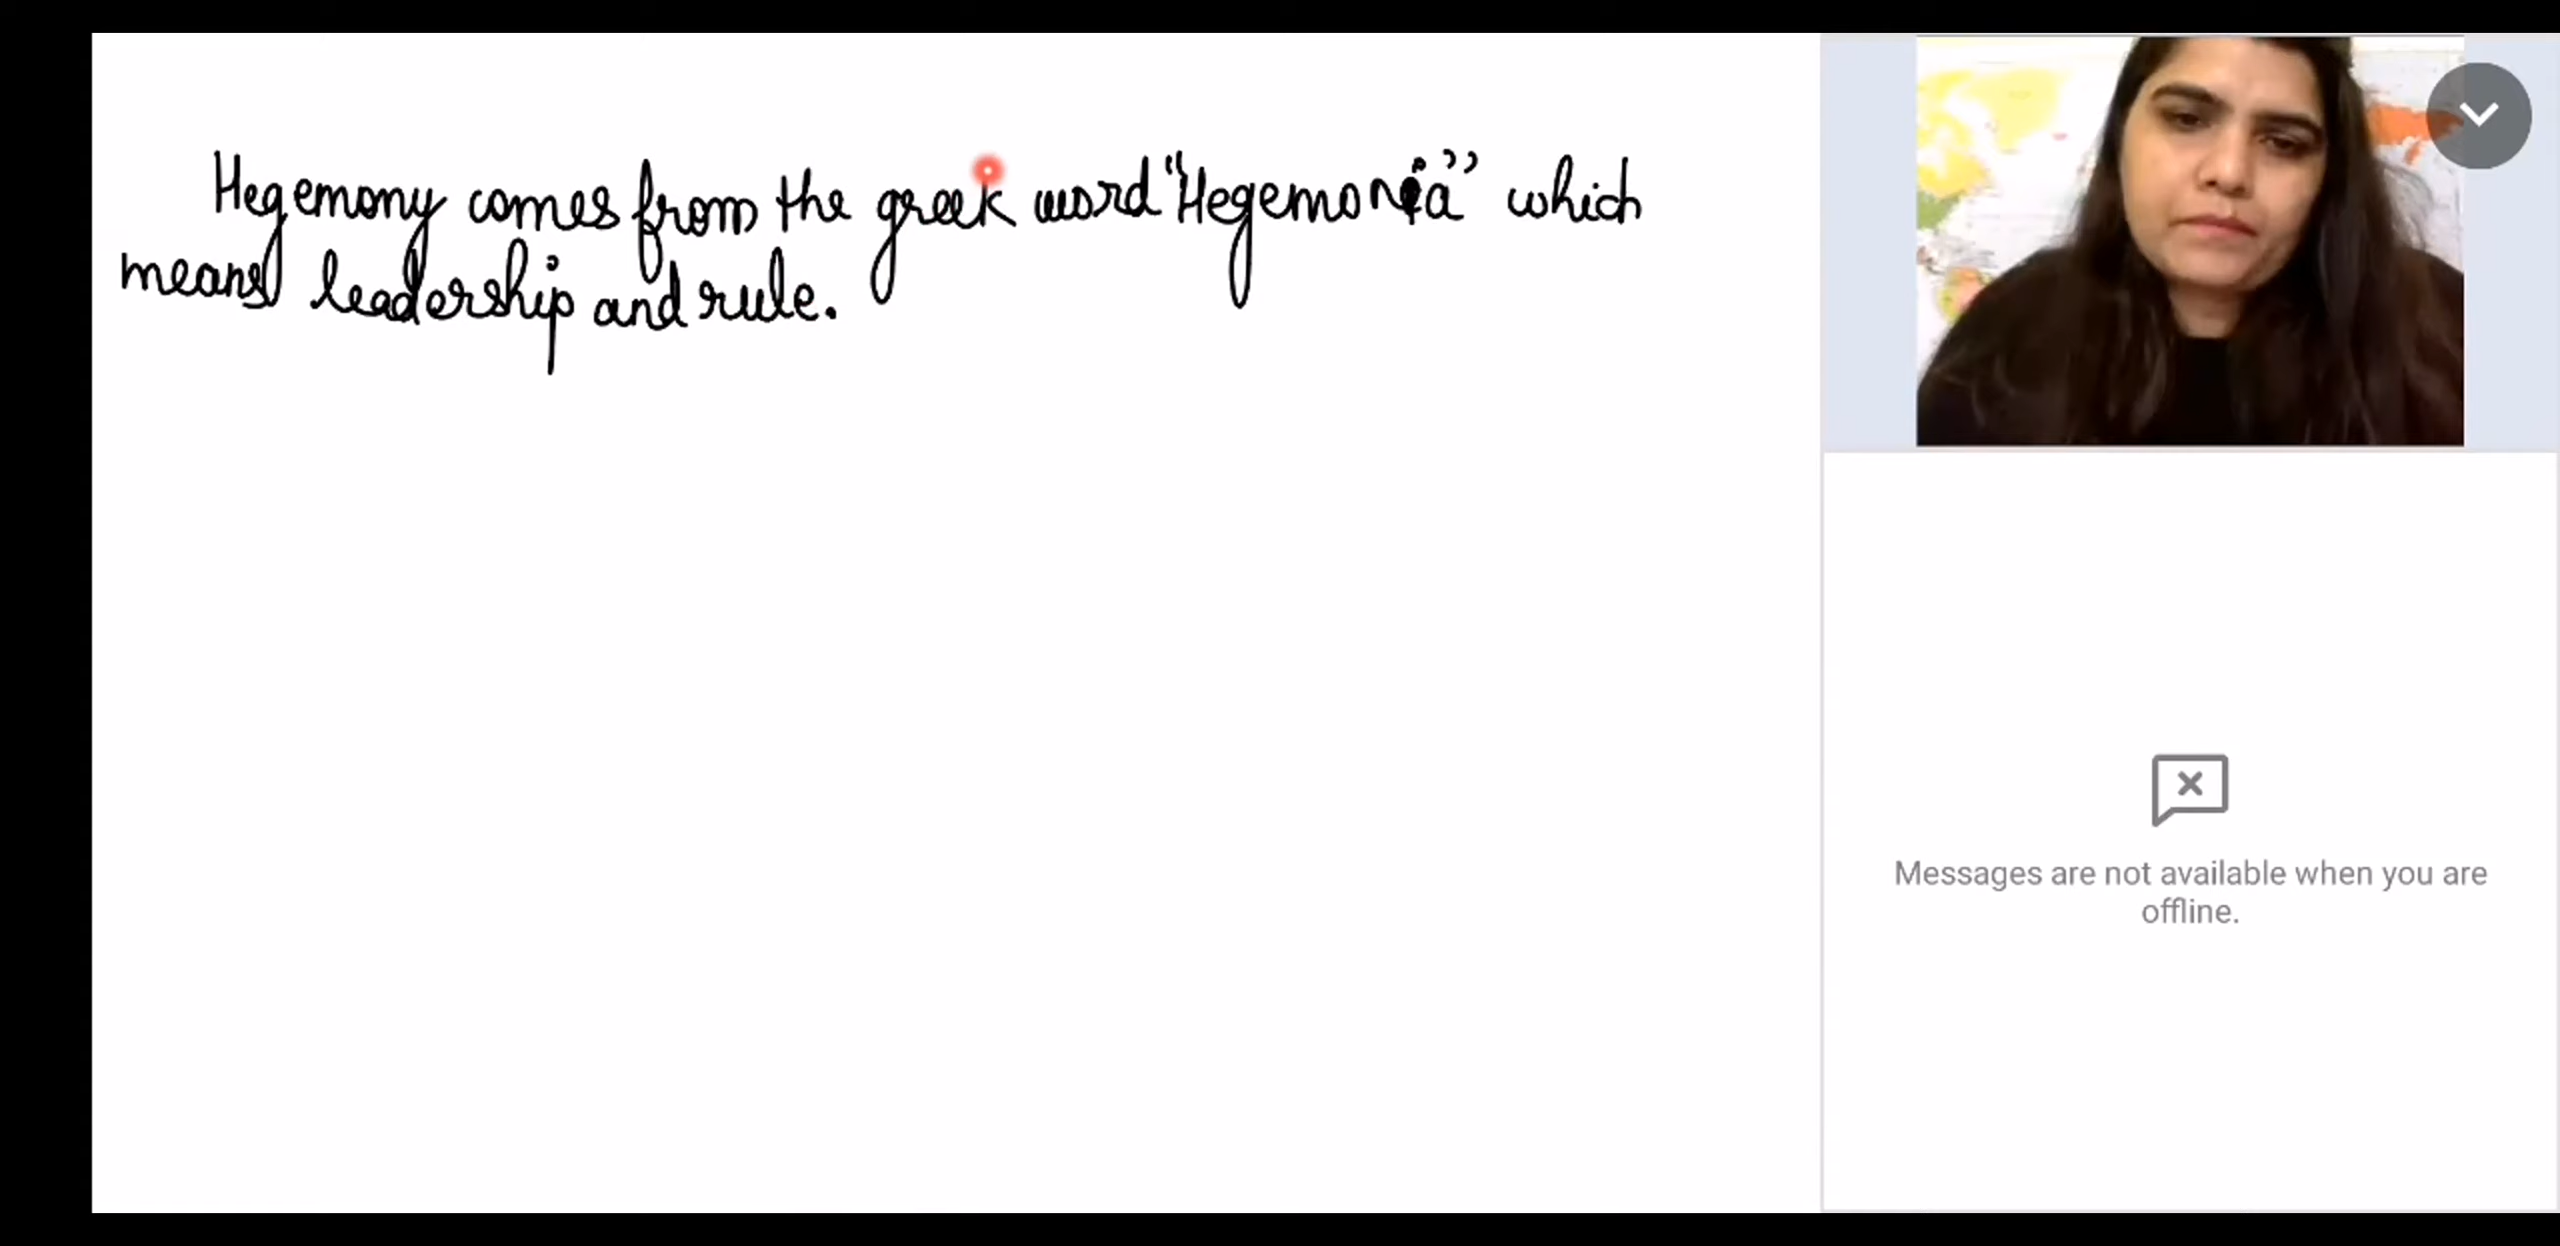 Hegemony comes from the greek word "Hegemonia" which
means leadership and rule.
Messages are not available when you are
offline.